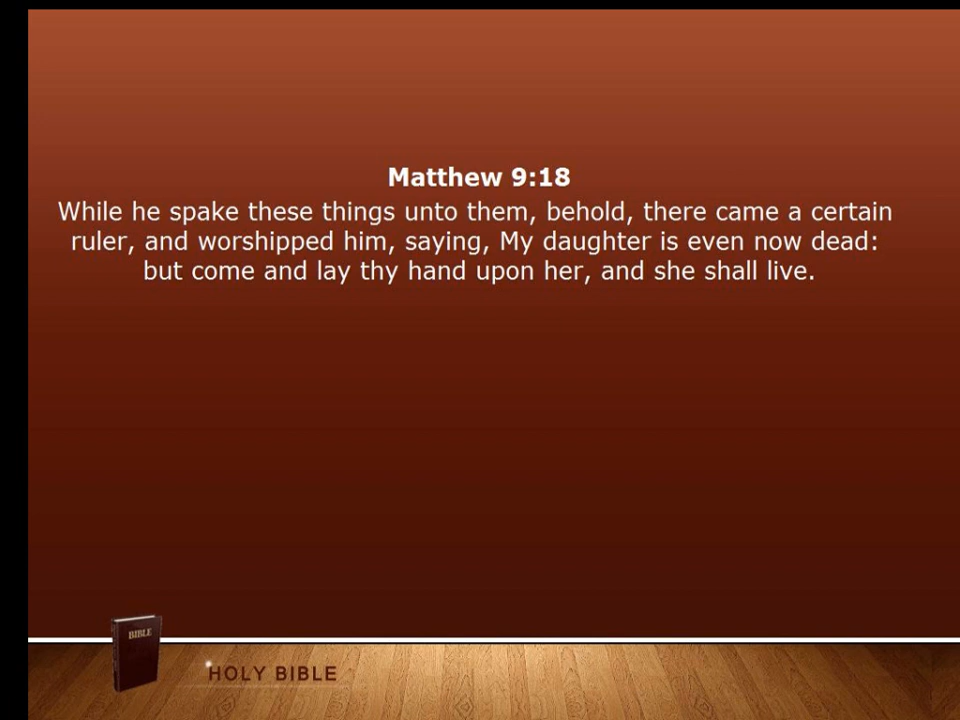 Matthew 9:18
While he spake these things unto them, behold, there came a certain
ruler, and worshipped him, saying, My daughter is even now dead:
but come and lay thy hand upon her, and she shall live.
BIBLE
HOLY BIBLE